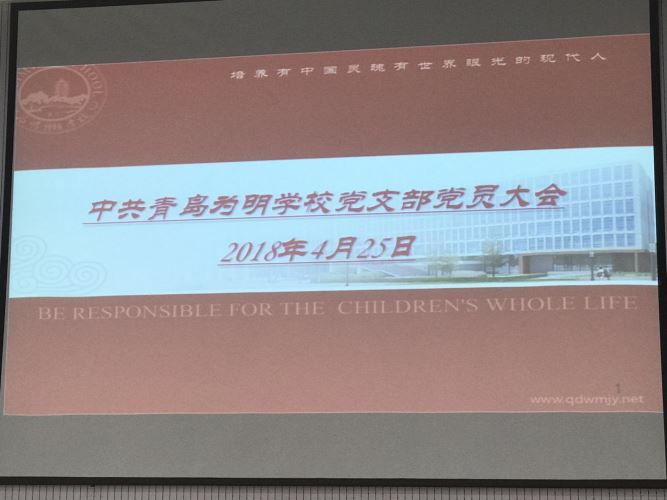 培养有中国灵魂有世界眼光的现代人
中共青岛为明学校党支部党员大会
2018年4月25日
BE RESPONSIBLE FOR THE CHILDREN'S WHOLE LIFE
1
www.qdwmjy.net